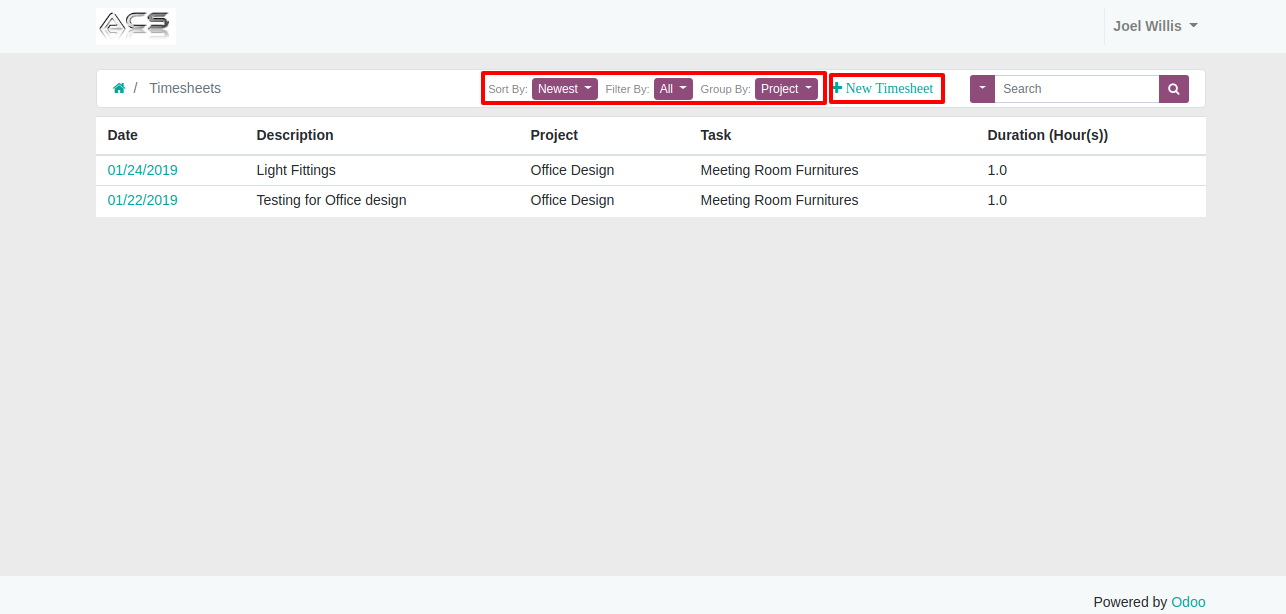 ACS
Joel Willis
/ Timesheets Sort By: Newest Filter By: All Group By: Project + New Timesheet Search
Date Description Project Task Duration (Hour(s))
01/24/2019 Light Fittings Office Design Meeting Room Furnitures 1.0
01/22/2019 Testing for Office design Office Design Meeting Room Furnitures 1.0
Powered by Odoo